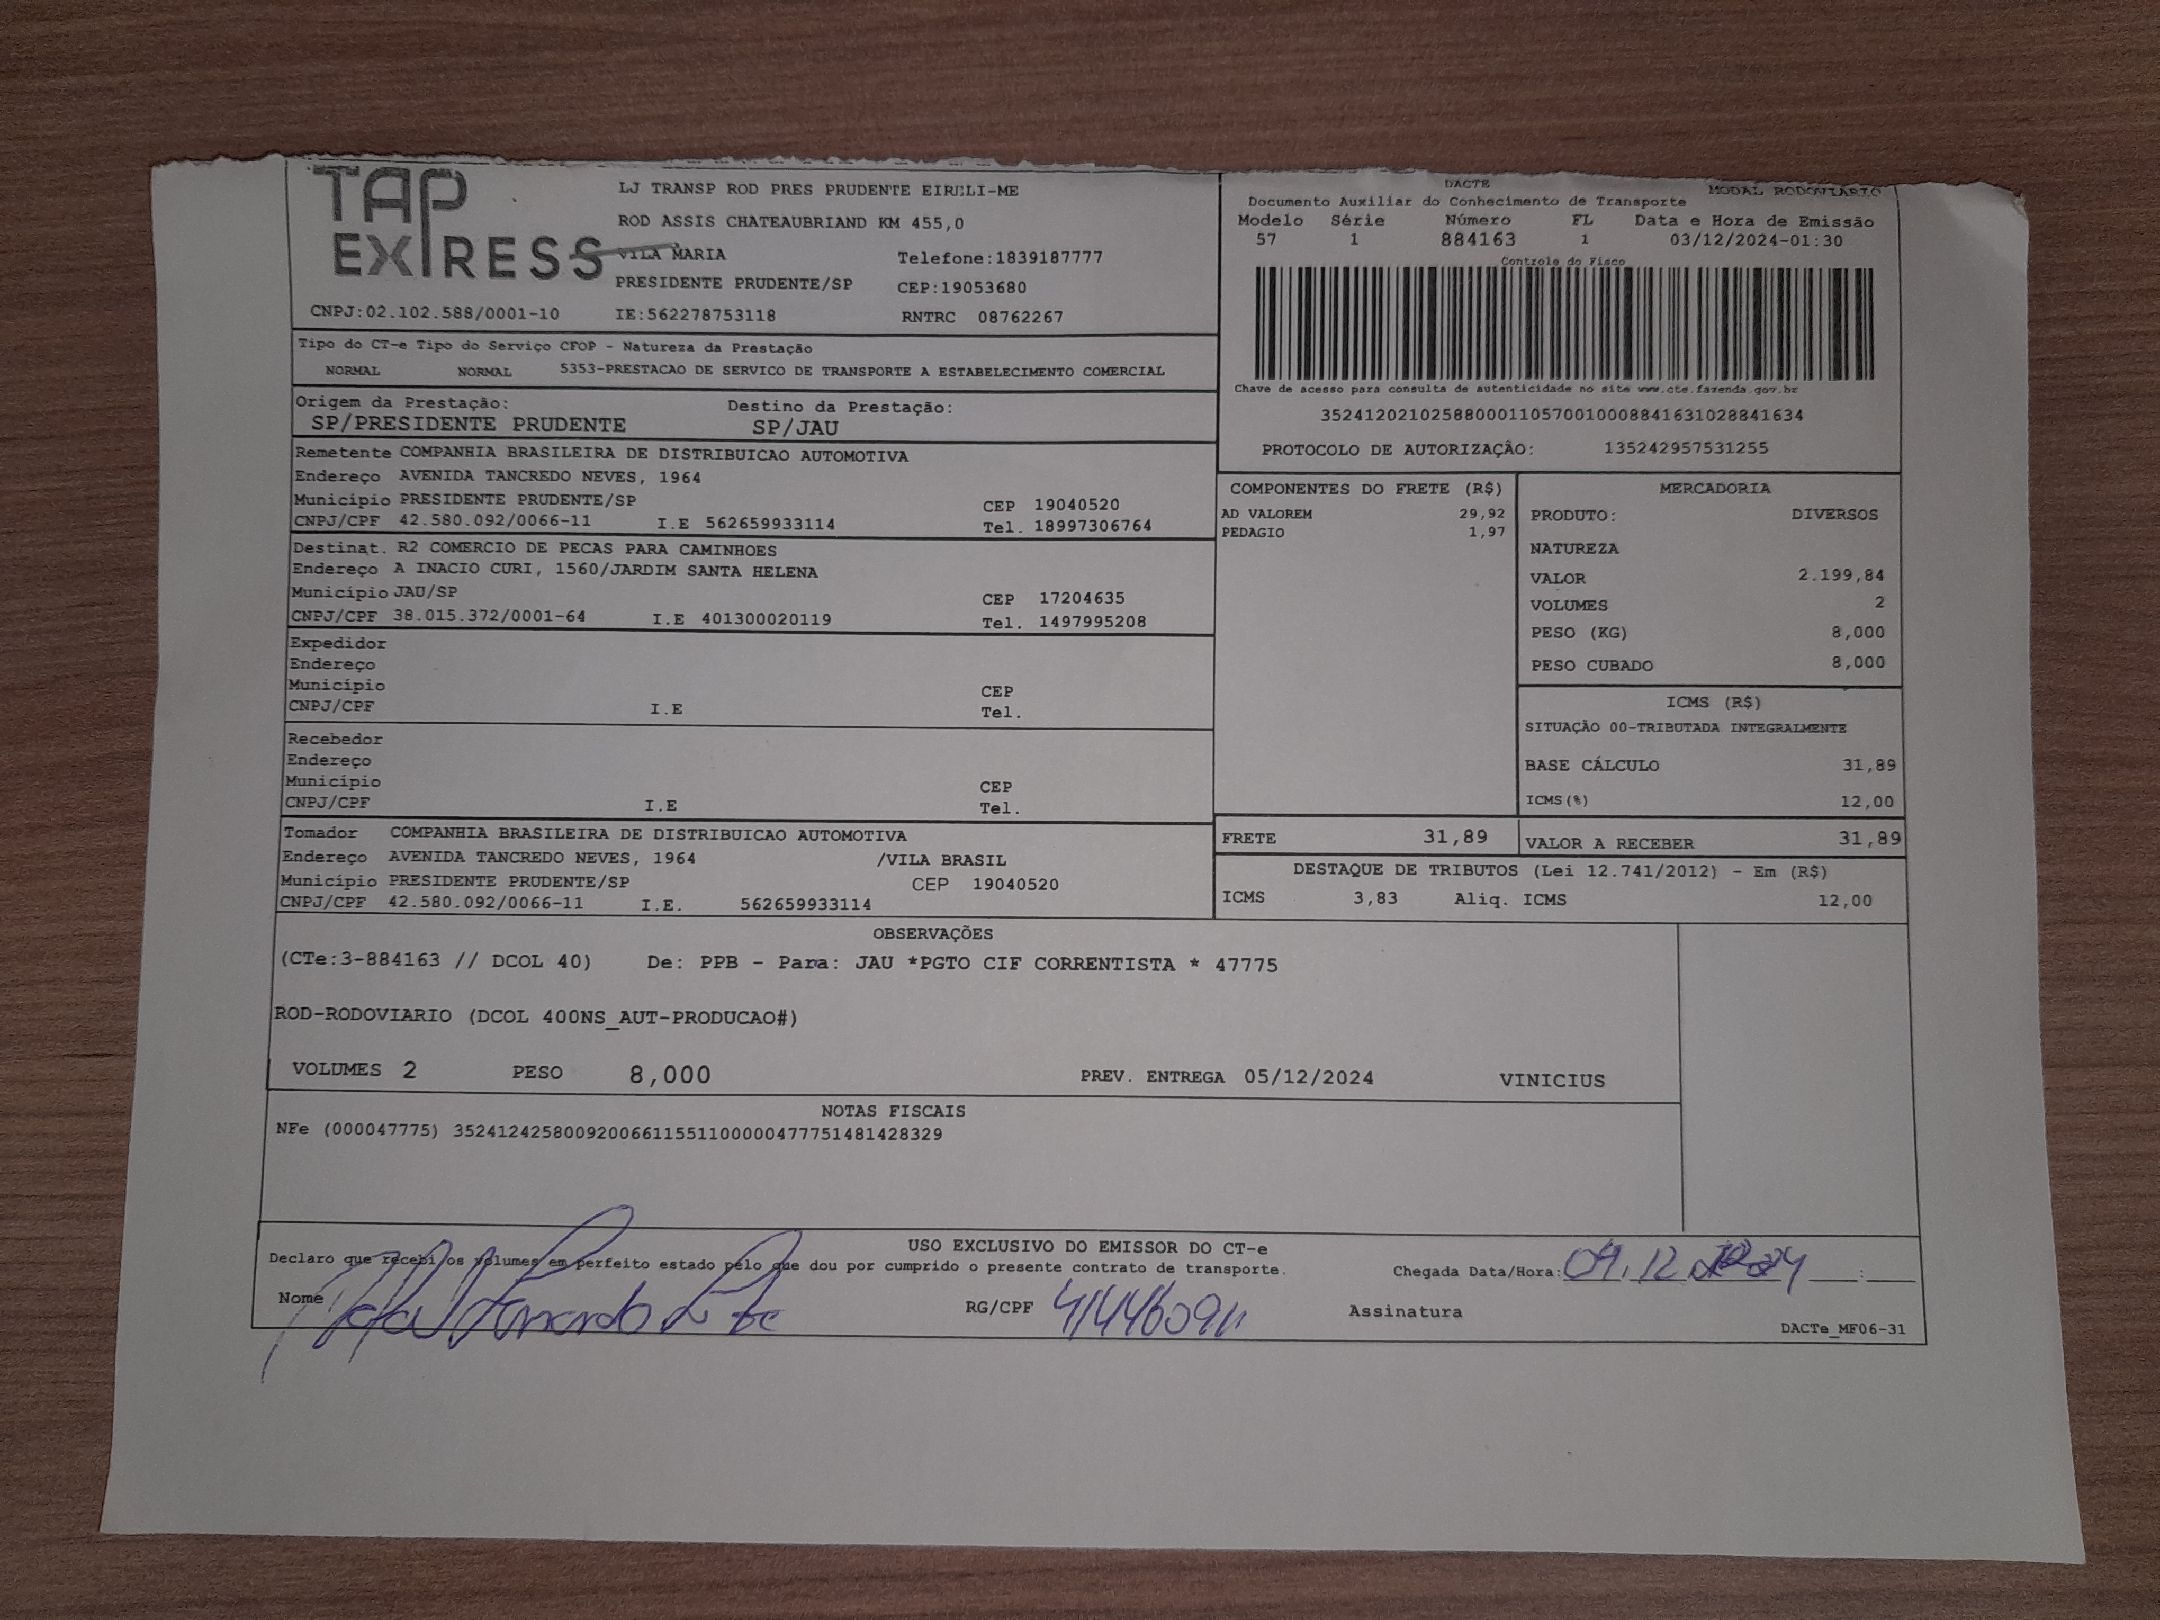 TAP
EXPRESS
LJ TRANSP ROD PRES PRUDENTE EIRELI-ME
ROD ASSIS CHATEAUBRIAND KM 455,0
VILA MARIA Telefone:1839187777
PRESIDENTE PRUDENTE/SP CEP:19053680
CNPJ:02.102.588/0001-10 IE:562278753118 RNTRC 08762267
DACTE MODAL RODOVIARIO
Documento Auxiliar do Conhecimento de Transporte
Modelo Série Número FL Data e Hora de Emissão
57 1 884163 1 03/12/2024-01:30
Controle do Fisco
Chave de acesso para consulta de autenticidade no site www.cte.fazenda.gov.br
35241202102588000110570010008841631028841634
PROTOCOLO DE AUTORIZAÇÃO: 135242957531255
Tipo do CT-e Tipo do Serviço CFOP - Natureza da Prestação
NORMAL NORMAL 5353-PRESTACAO DE SERVICO DE TRANSPORTE A ESTABELECIMENTO COMERCIAL
Origem da Prestação: Destino da Prestação:
SP/PRESIDENTE PRUDENTE SP/JAU
Remetente COMPANHIA BRASILEIRA DE DISTRIBUICAO AUTOMOTIVA
Endereço AVENIDA TANCREDO NEVES, 1964
Município PRESIDENTE PRUDENTE/SP CEP 19040520
CNPJ/CPF 42.580.092/0066-11 I.E 562659933114 Tel. 18997306764
Destinat. R2 COMERCIO DE PECAS PARA CAMINHOES
Endereço A INACIO CURI, 1560/JARDIM SANTA HELENA
Município JAU/SP CEP 17204635
CNPJ/CPF 38.015.372/0001-64 I.E 401300020119 Tel. 1497995208
Expedidor
Endereço
Município CEP
CNPJ/CPF I.E Tel.
Recebedor
Endereço
Município CEP
CNPJ/CPF I.E Tel.
Tomador COMPANHIA BRASILEIRA DE DISTRIBUICAO AUTOMOTIVA
Endereço AVENIDA TANCREDO NEVES, 1964 /VILA BRASIL
Município PRESIDENTE PRUDENTE/SP CEP 19040520
CNPJ/CPF 42.580.092/0066-11 I.E. 562659933114
COMPONENTES DO FRETE (R$)
AD VALOREM 29,92
PEDAGIO 1,97
MERCADORIA
PRODUTO: DIVERSOS
NATUREZA
VALOR 2.199,84
VOLUMES 2
PESO (KG) 8,000
PESO CUBADO 8,000
ICMS (R$)
SITUAÇÃO 00-TRIBUTADA INTEGRALMENTE
BASE CÁLCULO 31,89
ICMS(%) 12,00
FRETE 31,89 VALOR A RECEBER 31,89
DESTAQUE DE TRIBUTOS (Lei 12.741/2012) - Em (R$)
ICMS 3,83 Aliq. ICMS 12,00
OBSERVAÇÕES
(CTe:3-884163 // DCOL 40) De: PPB - Para: JAU *PGTO CIF CORRENTISTA * 47775
ROD-RODOVIARIO (DCOL 400NS_AUT-PRODUCAO#)
VOLUMES 2 PESO 8,000 PREV. ENTREGA 05/12/2024 VINICIUS
NOTAS FISCAIS
NFe (000047775) 35241242580092006611551100000477751481428329
USO EXCLUSIVO DO EMISSOR DO CT-e
Declaro que recebi os volumes em perfeito estado pelo que dou por cumprido o presente contrato de transporte. Chegada Data/Hora:
Nome RG/CPF Assinatura
DACTe_MF06-31